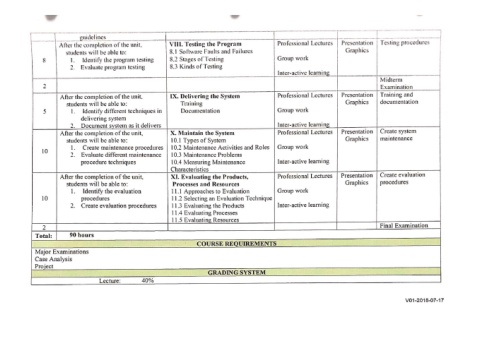 guidelines
8
After the completion of the unit,
students will be able to:
1. Identify the program testing
2. Evaluate program testing
VIII. Testing the Program
8.1 Software Faults and Failures
8.2 Stages of Testing
8.3 Kinds of Testing
Professional Lectures
Group work
Inter-active learning
Presentation
Graphics
Testing procedures
2
Midterm
Examination
5
After the completion of the unit,
students will be able to:
1. Identify different techniques in
delivering system
2. Document system as it delivers
IX. Delivering the System
Training
Documentation
Professional Lectures
Group work
Inter-active learning
Presentation
Graphics
Training and
documentation
10
After the completion of the unit,
students will be able to:
1. Create maintenance procedures
2. Evaluate different maintenance
procedure techniques
X. Maintain the System
10.1 Types of System
10.2 Maintenance Activities and Roles
10.3 Maintenance Problems
10.4 Measuring Maintenance
Characteristics
Professional Lectures
Group work
Inter-active learning
Presentation
Graphics
Create system
maintenance
10
After the completion of the unit,
students will be able to:
1. Identify the evaluation
procedures
2. Create evaluation procedures
XI. Evaluating the Products,
Processes and Resources
11.1 Approaches to Evaluation
11.2 Selecting an Evaluation Technique
11.3 Evaluating the Products
11.4 Evaluating Processes
11.5 Evaluating Resources
Professional Lectures
Group work
Inter-active learning
Presentation
Graphics
Create evaluation
procedures
2
Final Examination
Total: 90 hours
COURSE REQUIREMENTS
Major Examinations
Case Analysis
Project
GRADING SYSTEM
Lecture: 40%
V01-2018-07-17